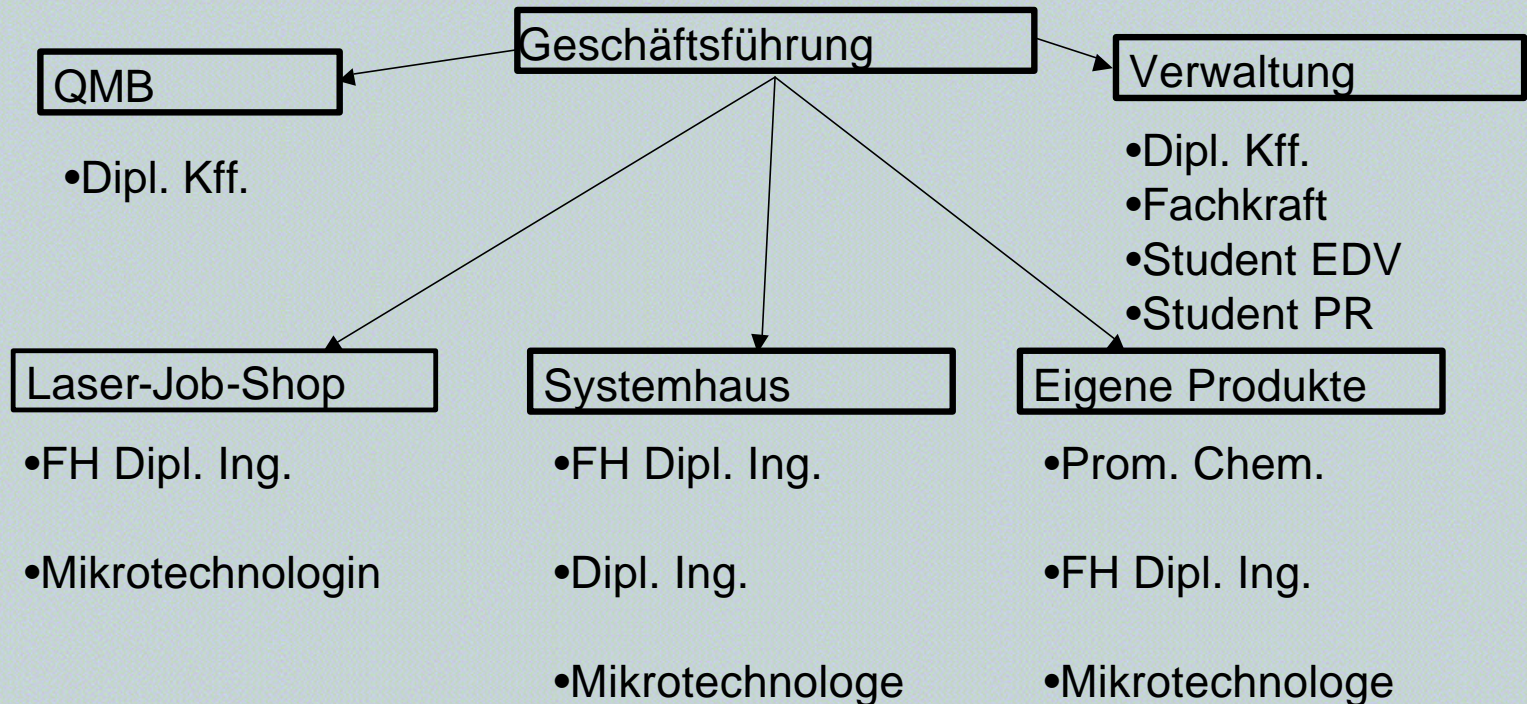 Geschäftsführung
QMB
•Dipl. Kff.
Verwaltung
•Dipl. Kff.
•Fachkraft
•Student EDV
•Student PR
Laser-Job-Shop
•FH Dipl. Ing.
•Mikrotechnologin
Systemhaus
•FH Dipl. Ing.
•Dipl. Ing.
•Mikrotechnologe
Eigene Produkte
•Prom. Chem.
•FH Dipl. Ing.
•Mikrotechnologe